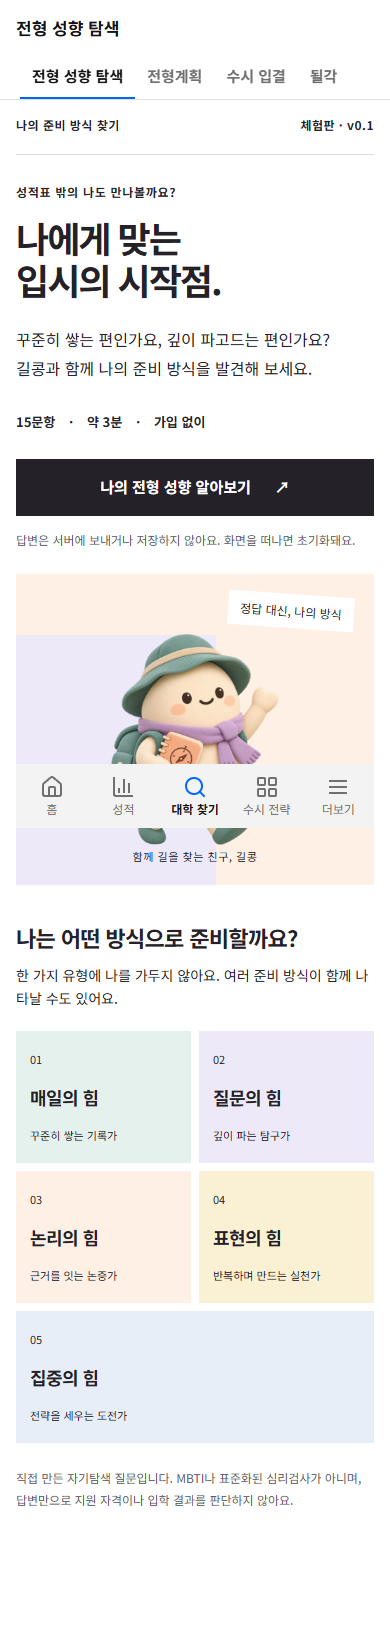 전형 성향 탐색
전형 성향 탐색 전형계획 수시 입결 될각
나의 준비 방식 찾기 체험판 · v0.1
성적표 밖의 나도 만나볼까요?
나에게 맞는
입시의 시작점.
꾸준히 쌓는 편인가요, 깊이 파고드는 편인가요?
길콩과 함께 나의 준비 방식을 발견해 보세요.
15문항 · 약 3분 · 가입 없이
나의 전형 성향 알아보기 ↗
답변은 서버에 보내거나 저장하지 않아요. 화면을 떠나면 초기화돼요.
정답 대신, 나의 방식
홈 성적 대학 찾기 수시 전략 더보기
함께 길을 찾는 친구, 길콩
나는 어떤 방식으로 준비할까요?
한 가지 유형에 나를 가두지 않아요. 여러 준비 방식이 함께 나
타날 수도 있어요.
01
매일의 힘
꾸준히 쌓는 기록가
02
질문의 힘
깊이 파는 탐구가
03
논리의 힘
근거를 잇는 논증가
04
표현의 힘
반복하며 만드는 실천가
05
집중의 힘
전략을 세우는 도전가
직접 만든 자기탐색 질문입니다. MBTI나 표준화된 심리검사가 아니며,
답변만으로 지원 자격이나 입학 결과를 판단하지 않아요.